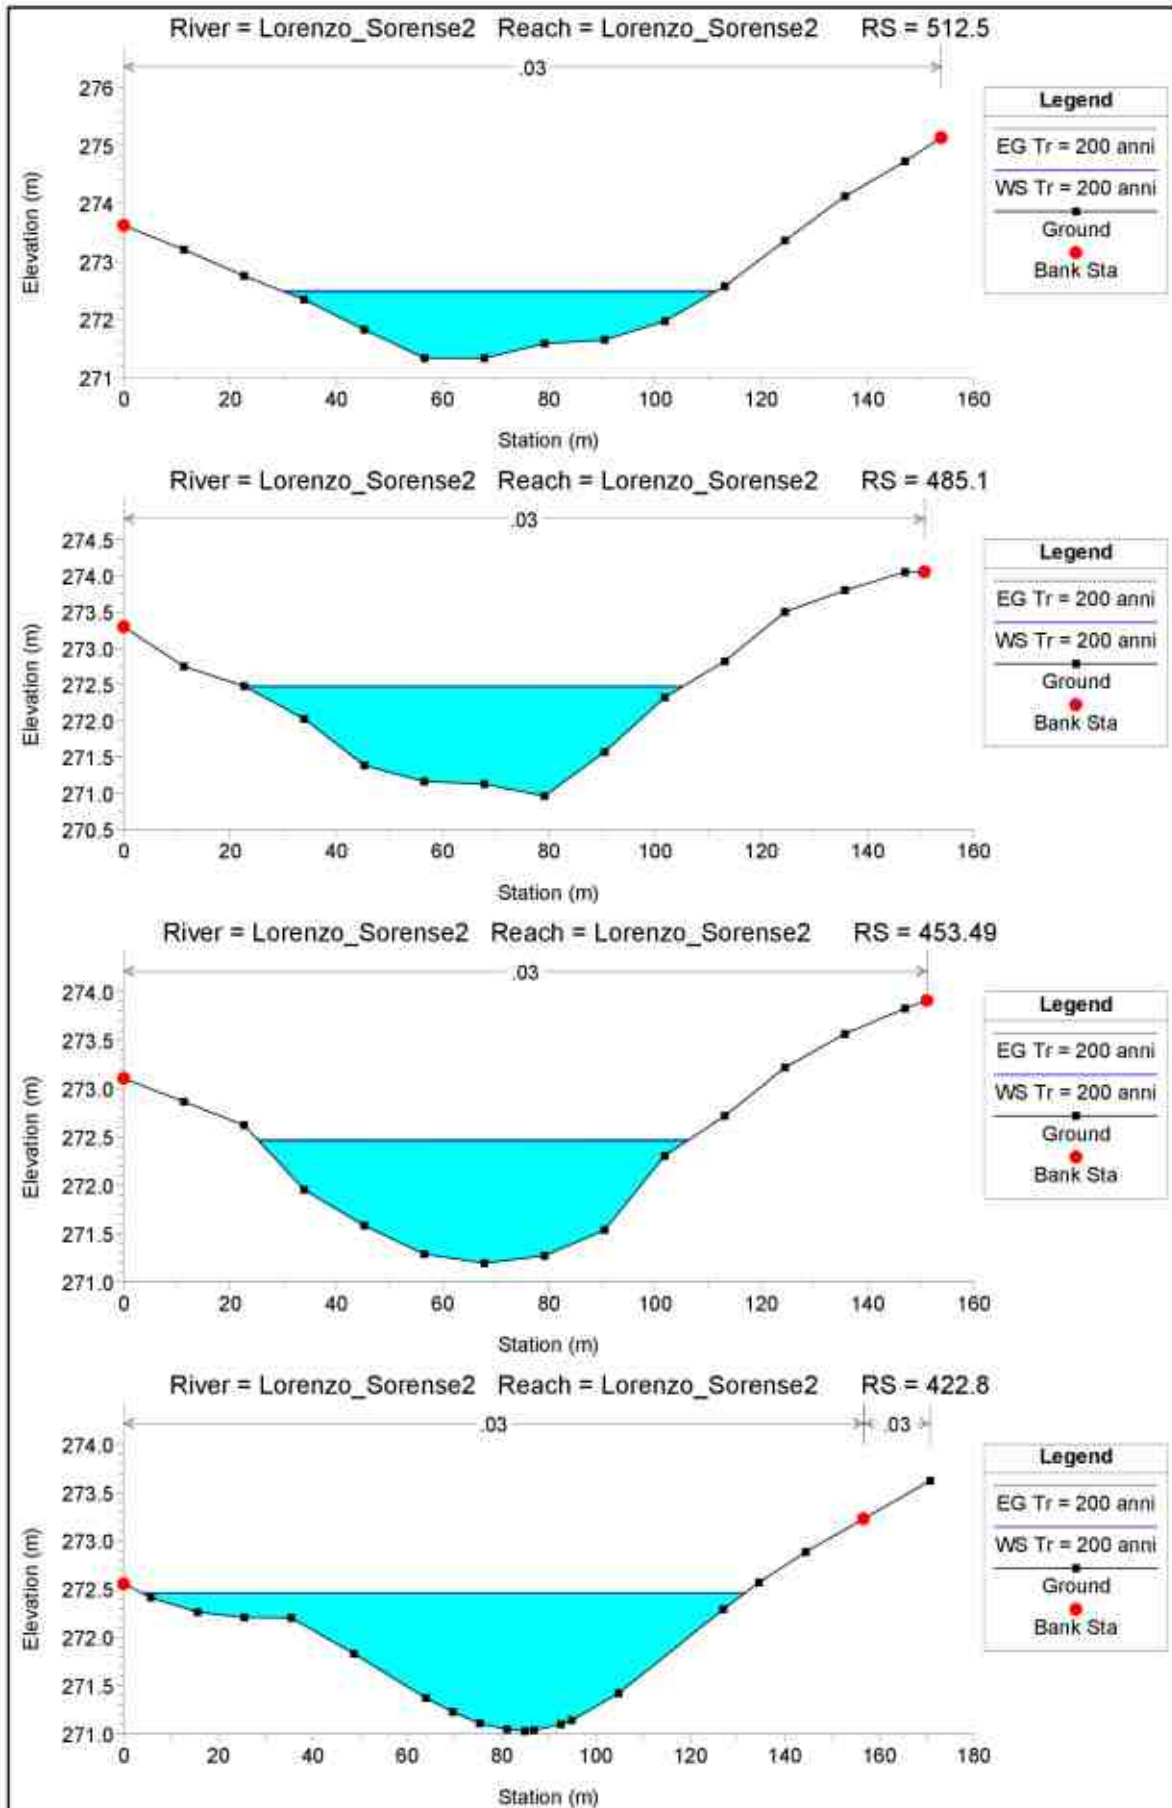 River = Lorenzo_Sorense2 Reach = Lorenzo_Sorense2 RS = 512.5
.03
276
275
274
273
272
271
Elevation (m)
0 20 40 60 80 100 120 140 160
Station (m)
Legend
EG Tr = 200 anni
WS Tr = 200 anni
Ground
Bank Sta
River = Lorenzo_Sorense2 Reach = Lorenzo_Sorense2 RS = 485.1
.03
274.5
274.0
273.5
273.0
272.5
272.0
271.5
271.0
270.5
Elevation (m)
0 20 40 60 80 100 120 140 160
Station (m)
Legend
EG Tr = 200 anni
WS Tr = 200 anni
Ground
Bank Sta
River = Lorenzo_Sorense2 Reach = Lorenzo_Sorense2 RS = 453.49
.03
274.0
273.5
273.0
272.5
272.0
271.5
271.0
Elevation (m)
0 20 40 60 80 100 120 140 160
Station (m)
Legend
EG Tr = 200 anni
WS Tr = 200 anni
Ground
Bank Sta
River = Lorenzo_Sorense2 Reach = Lorenzo_Sorense2 RS = 422.8
.03 .03
274.0
273.5
273.0
272.5
272.0
271.5
271.0
Elevation (m)
0 20 40 60 80 100 120 140 160 180
Station (m)
Legend
EG Tr = 200 anni
WS Tr = 200 anni
Ground
Bank Sta